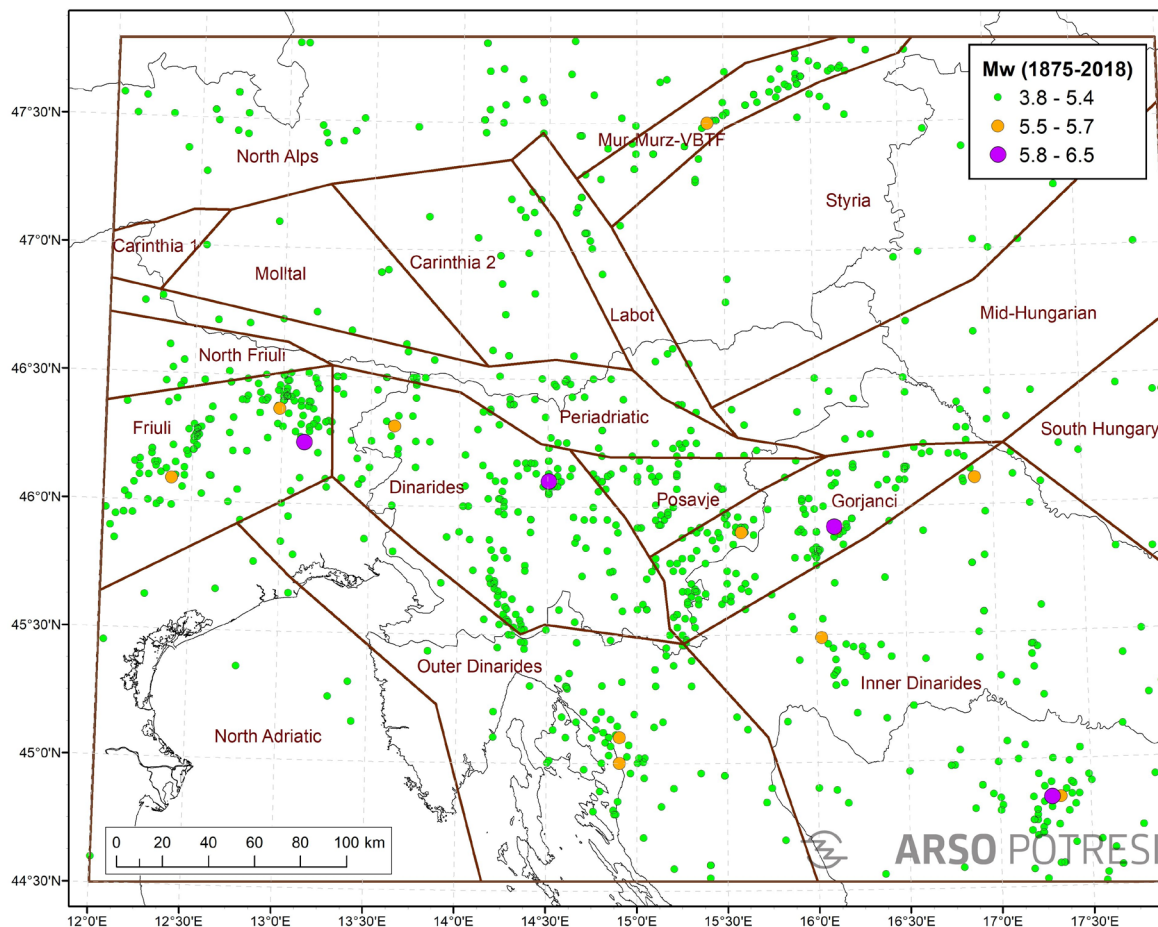 Mw (1875-2018)
3.8 - 5.4
5.5 - 5.7
5.8 - 6.5
47°30'N
47°0'N
46°30'N
46°0'N
45°30'N
45°0'N
44°30'N
North Alps
Mur-Murz-VBTF
Styria
Carinthia 1
Molltal
Carinthia 2
Labot
Mid-Hungarian
North Friuli
Friuli
Periadriatic
South Hungary
Dinarides
Posavje
Gorjanci
Outer Dinarides
Inner Dinarides
North Adriatic
0 20 40 60 80 100 km
ARSO POTRESI
12°0'E 12°30'E 13°0'E 13°30'E 14°0'E 14°30'E 15°0'E 15°30'E 16°0'E 16°30'E 17°0'E 17°30'E